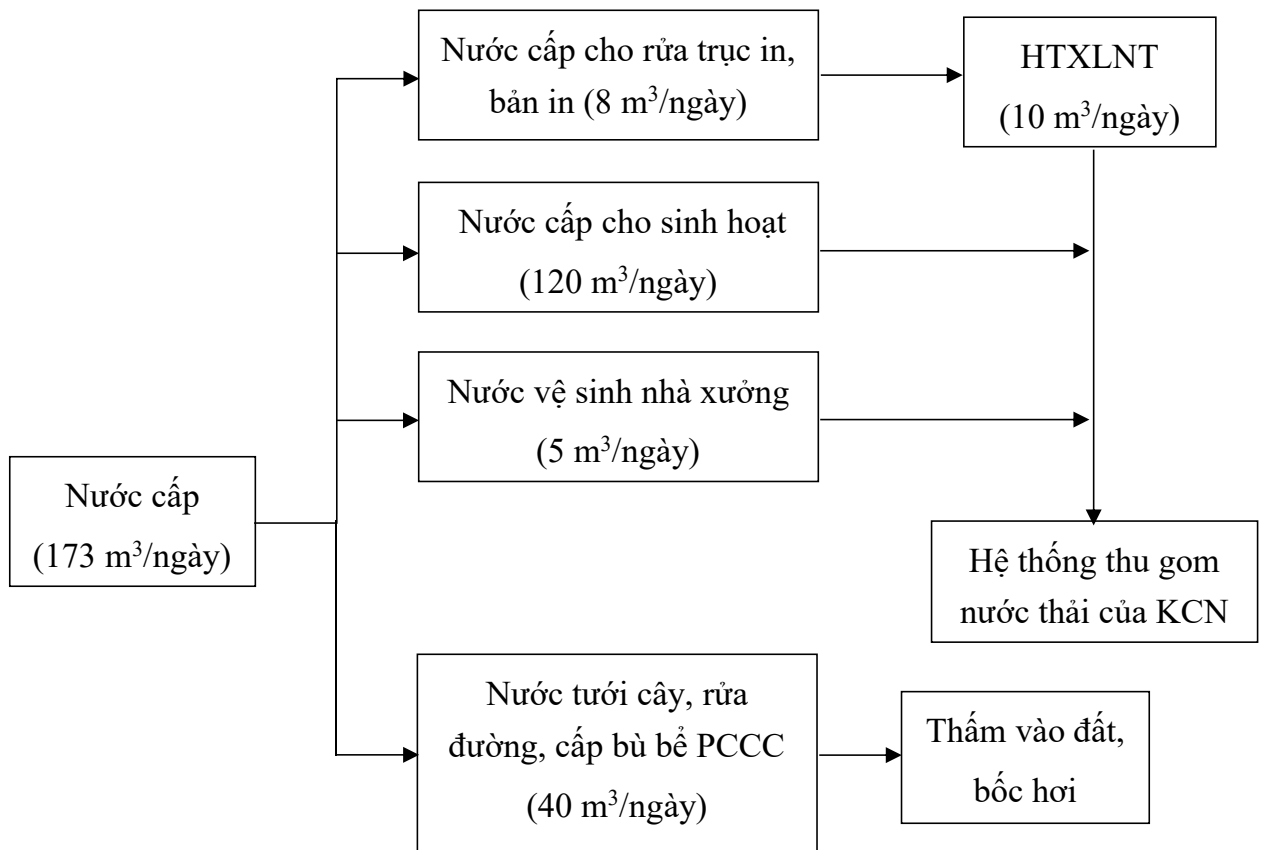 Nước cấp cho rửa trục in,
bản in (8 m³/ngày)
HTXLNT
(10 m³/ngày)
Nước cấp cho sinh hoạt
(120 m³/ngày)
Nước vệ sinh nhà xưởng
(5 m³/ngày)
Nước cấp
(173 m³/ngày)
Hệ thống thu gom
nước thải của KCN
Nước tưới cây, rửa
đường, cấp bù bể PCCC
(40 m³/ngày)
Thấm vào đất,
bốc hơi